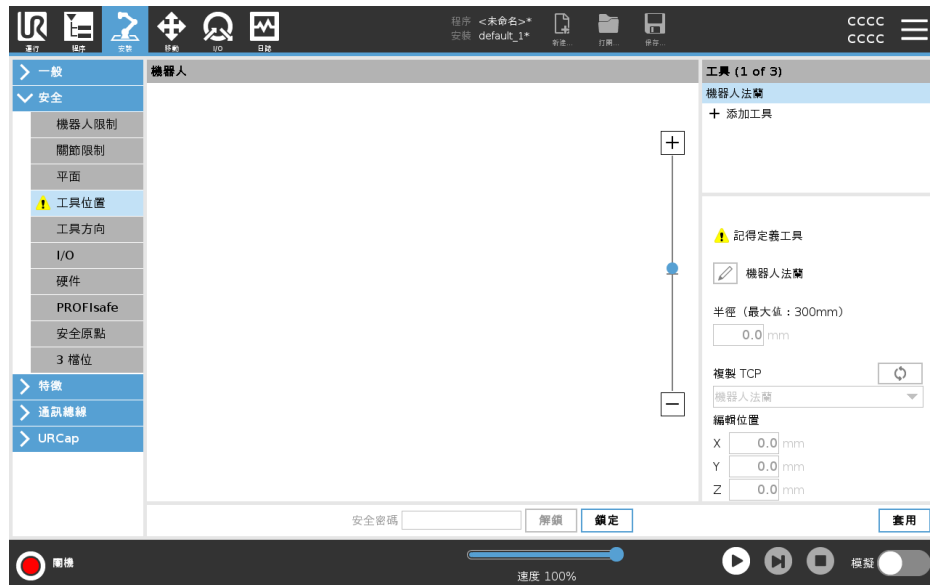 UR
運行
程序
安裝
移動
I/O
日誌
程序 <未命名>*
安裝 default_1*
新建...
打開...
保存...
cccc
cccc
一般
安全
機器人限制
關節限制
平面
工具位置
工具方向
I/O
硬件
PROFIsafe
安全原點
3 檔位
特徵
通訊總線
URCap
機器人
工具 (1 of 3)
機器人法蘭
添加工具
記得定義工具
機器人法蘭
半徑（最大值：300mm）
0.0 mm
複製 TCP
機器人法蘭
編輯位置
X 0.0 mm
Y 0.0 mm
Z 0.0 mm
安全密碼
解鎖
鎖定
套用
關機
速度 100%
模擬